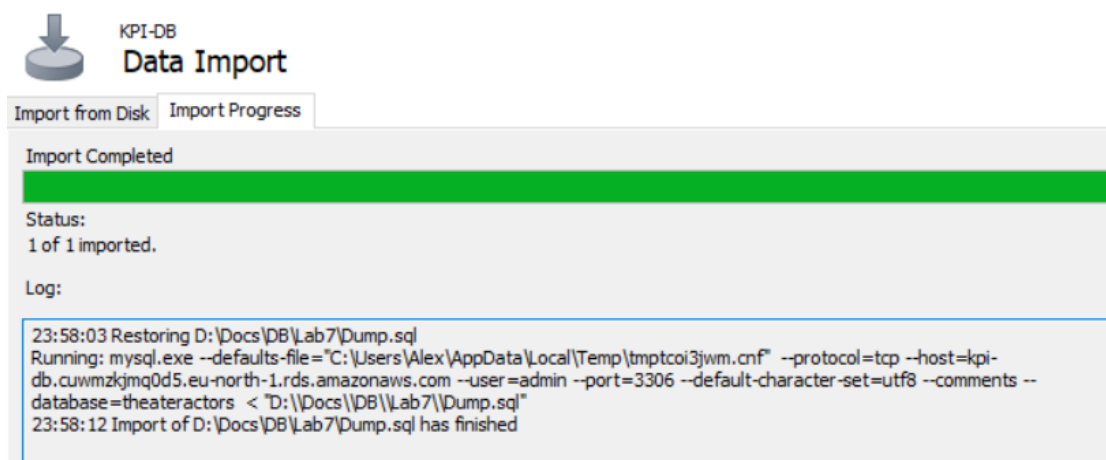 KPI-DB
Data Import
Import from Disk Import Progress
Import Completed
Status:
1 of 1 imported.
Log:
23:58:03 Restoring D:\Docs\DB\Lab7\Dump.sql
Running: mysql.exe --defaults-file="C:\Users\Alex\AppData\Local\Temp\tmptcoi3jwm.cnf"  --protocol=tcp --host=kpi-
db.cuwmzkjmq0d5.eu-north-1.rds.amazonaws.com --user=admin --port=3306 --default-character-set=utf8 --comments --
database=theateractors  < "D:\\Docs\\DB\\Lab7\\Dump.sql"
23:58:12 Import of D:\Docs\DB\Lab7\Dump.sql has finished